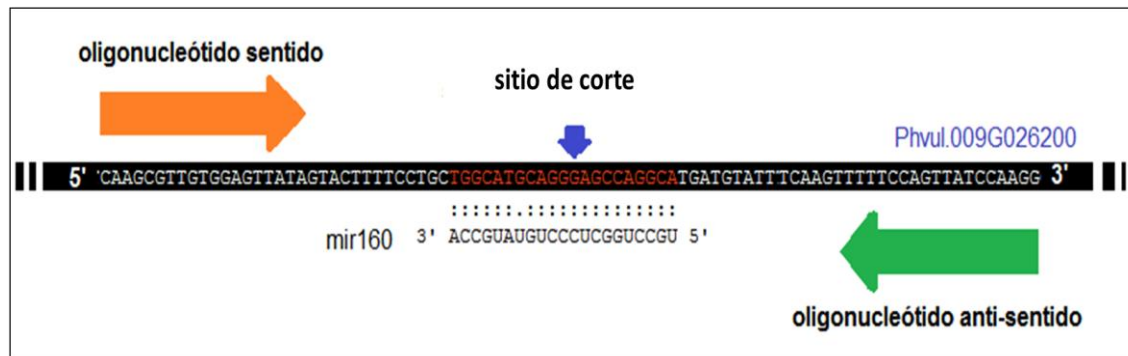 oligonucleótido sentido
sitio de corte
Phvul.009G026200
5' CAAGCGTTGTGGAGTTATAGTACTTTTCCTGCTGGCATGCAGGGAGCCAGGCATGATGTATTTCAAGTTTTTCCAGTTATCCAAGG 3'
::::::.::::::::::::::
mir160 3' ACCGUAUGUCCCUCGGUCCGU 5'
oligonucleótido anti-sentido